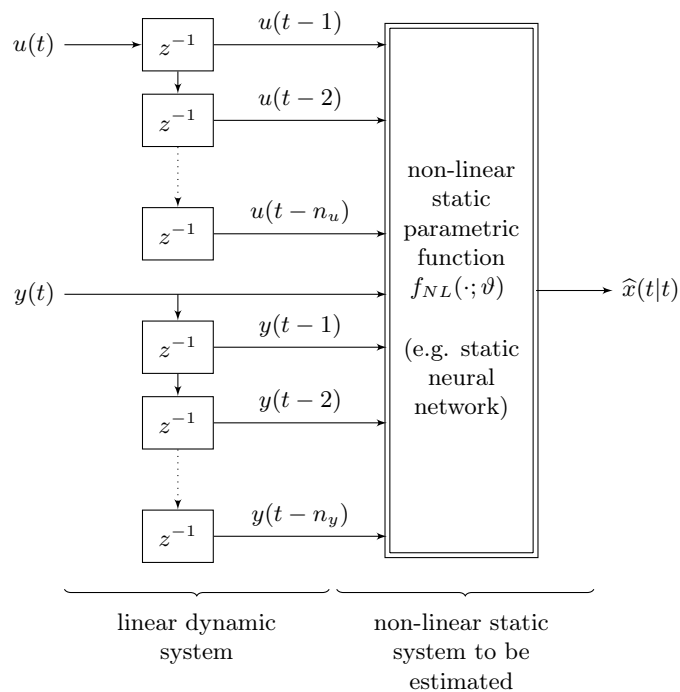 u(t)
z⁻¹
u(t − 1)
z⁻¹
u(t − 2)
z⁻¹
u(t − nᵤ)
y(t)
z⁻¹
y(t − 1)
z⁻¹
y(t − 2)
z⁻¹
y(t − n_y)
non-linear
static
parametric
function
f_{NL}(·; ϑ)
(e.g. static
neural
network)
x̂(t|t)
linear dynamic
system
non-linear static
system to be
estimated